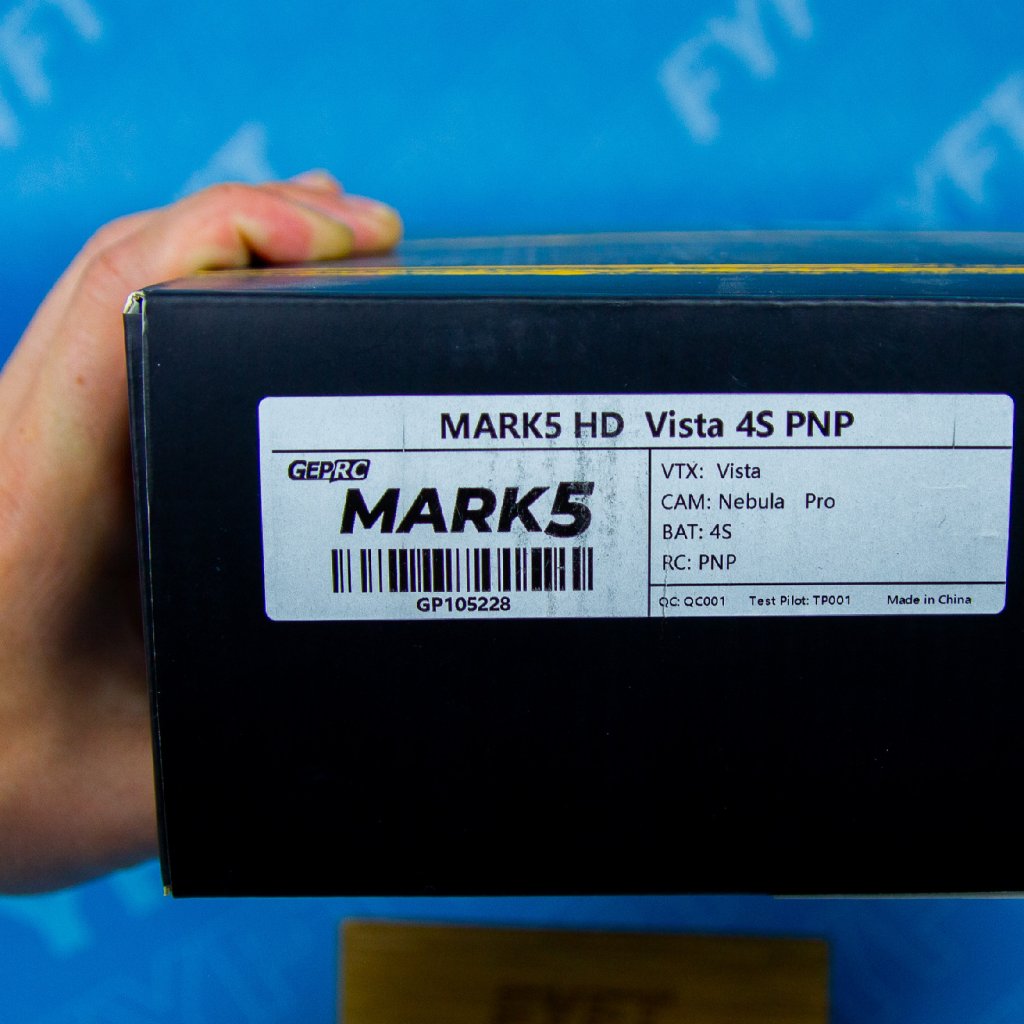 MARK5 HD Vista 4S PNP
GEPRC
MARK5
GP105228
VTX: Vista
CAM: Nebula Pro
BAT: 4S
RC: PNP
QC: QC001 Test Pilot: TP001 Made in China